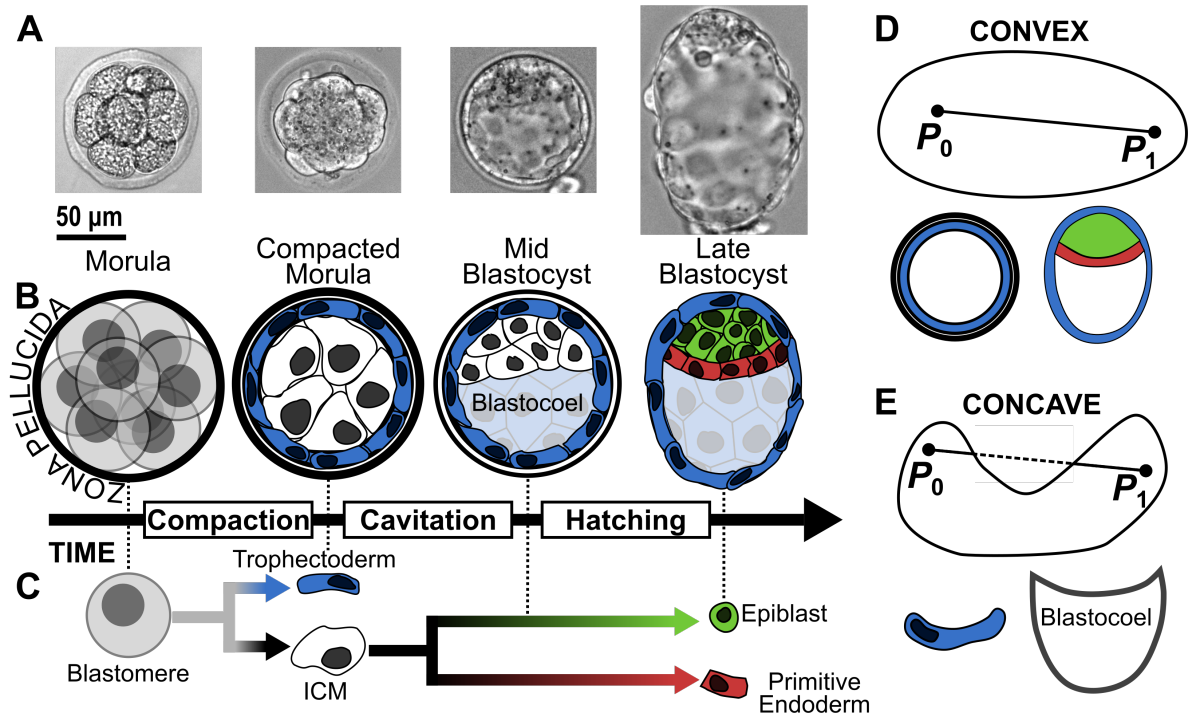 A
50 µm
Morula
Compacted
Morula
Mid
Blastocyst
Late
Blastocyst
B
ZONA PELLUCIDA
Blastocoel
Compaction
Cavitation
Hatching
TIME
C
Blastomere
Trophectoderm
ICM
Epiblast
Primitive
Endoderm
D
CONVEX
P0
P1
E
CONCAVE
P0
P1
Blastocoel